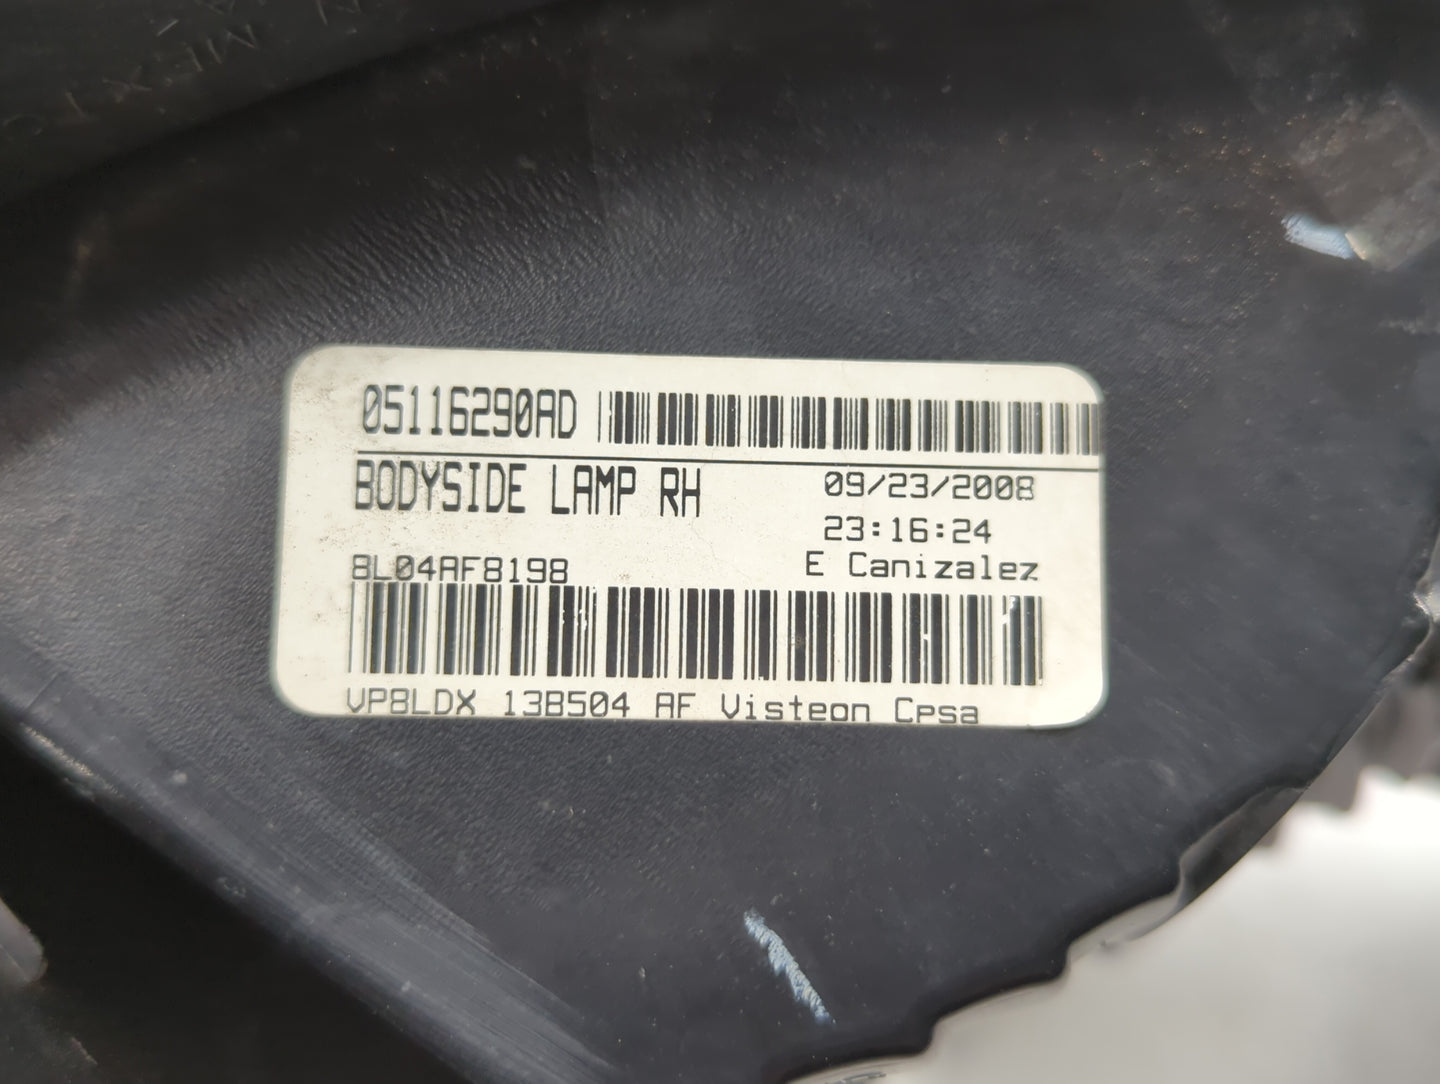 05116290AD
BODYSIDE LAMP RH
09/23/2008
23:16:24
8L04AF8198
E Canizalez
VP8LDX 13B504 AF Visteon Cpsa